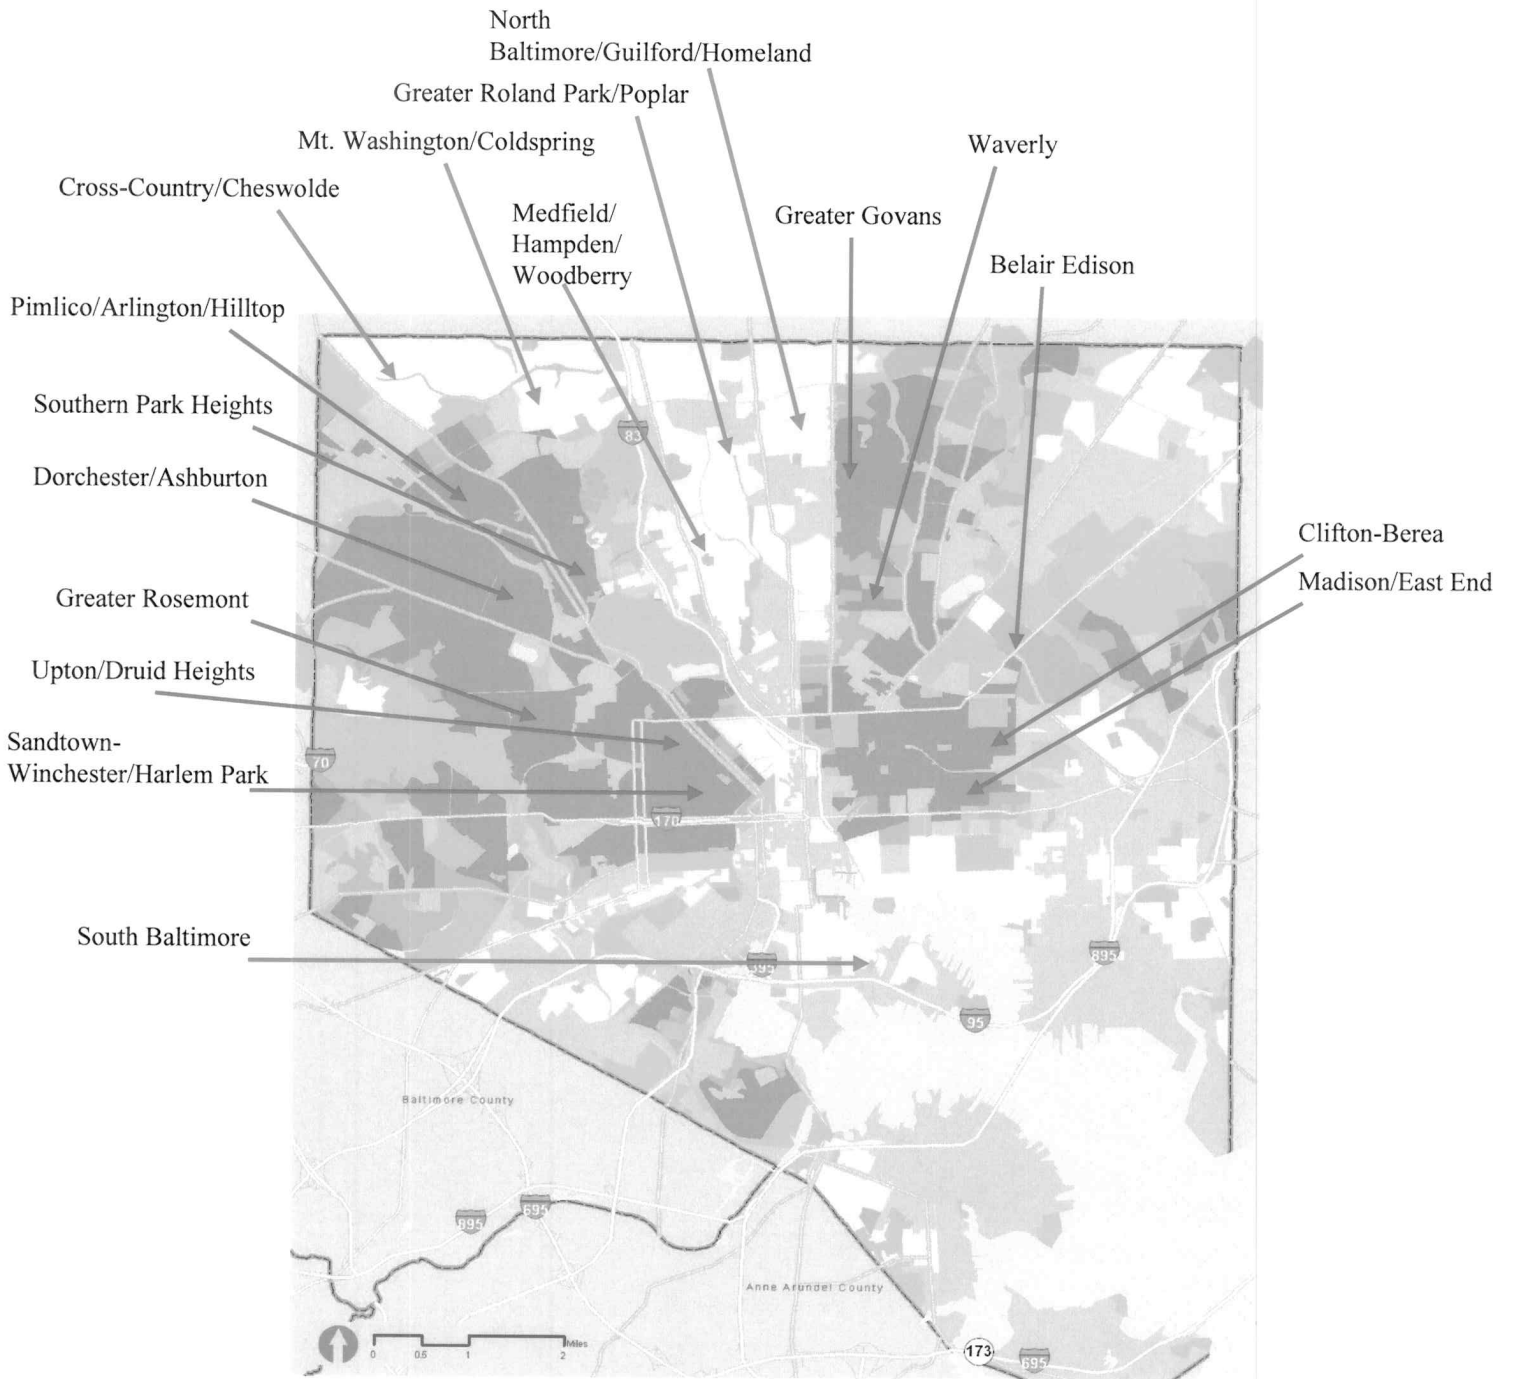 North
Baltimore/Guilford/Homeland
Greater Roland Park/Poplar
Mt. Washington/Coldspring
Waverly
Cross-Country/Cheswolde
Medfield/
Hampden/
Woodberry
Greater Govans
Belair Edison
Pimlico/Arlington/Hilltop
Southern Park Heights
83
Dorchester/Ashburton
Clifton-Berea
Madison/East End
Greater Rosemont
Upton/Druid Heights
Sandtown-
Winchester/Harlem Park
70
170
South Baltimore
395
895
95
Baltimore County
895
695
Anne Arundel County
Miles
0 0.5 1 2
173
695